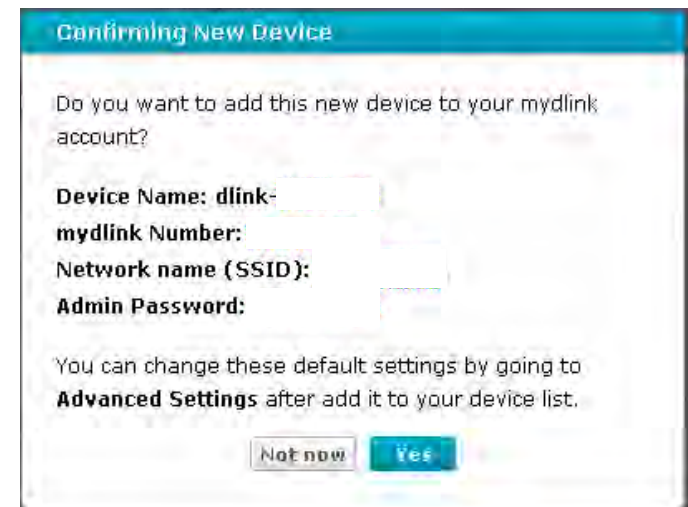 Confirming New Device
Do you want to add this new device to your mydlink
account?
Device Name: dlink-
mydlink Number:
Network name (SSID):
Admin Password:
You can change these default settings by going to
Advanced Settings after add it to your device list.
Not now Yes